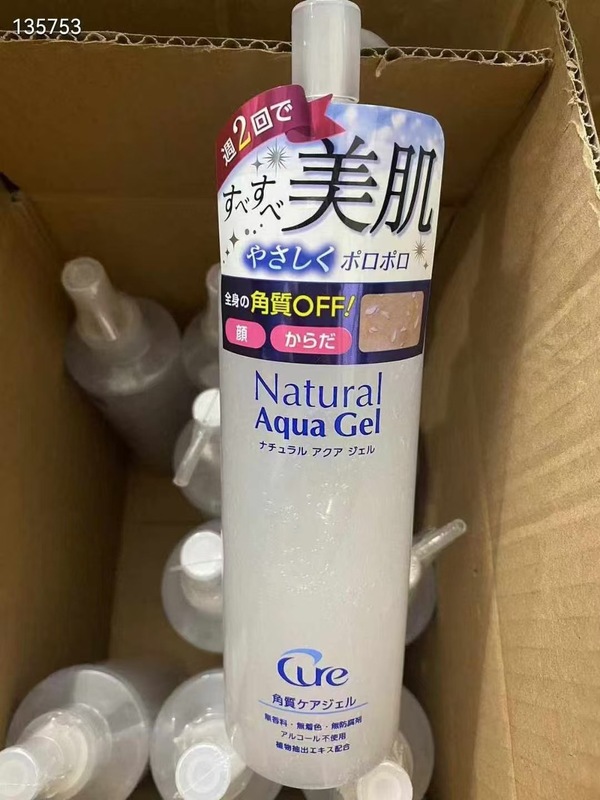 135753
週2回で
すべすべ
美肌
やさしく ポロポロ
全身の角質OFF!
顔 からだ
Natural
Aqua Gel
ナチュラル アクア ジェル
Cure
角質ケアジェル
無香料・無着色・無防腐剤
アルコール不使用
植物抽出エキス配合